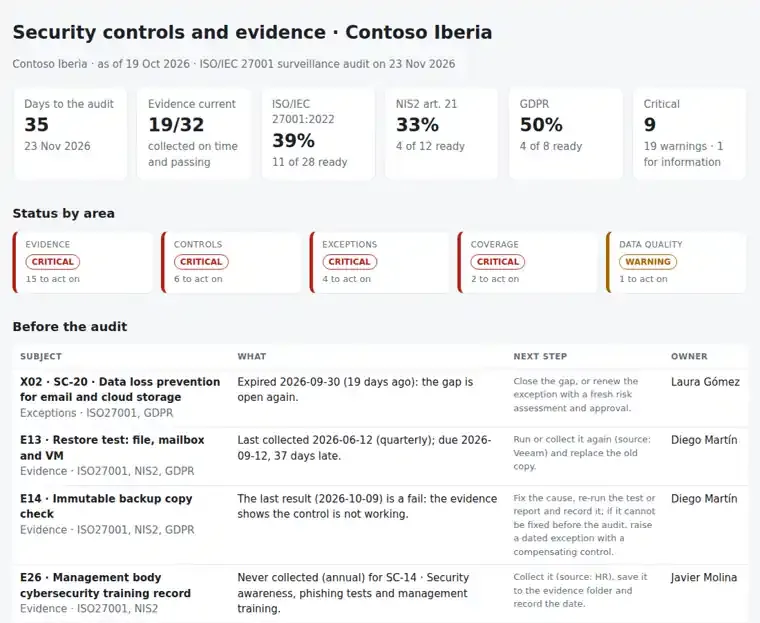 Security controls and evidence · Contoso Iberia
Contoso Iberia · as of 19 Oct 2026 · ISO/IEC 27001 surveillance audit on 23 Nov 2026
Days to the audit
35
23 Nov 2026
Evidence current
19/32
collected on time
and passing
ISO/IEC
27001:2022
39%
11 of 28 ready
NIS2 art. 21
33%
4 of 12 ready
GDPR
50%
4 of 8 ready
Critical
9
19 warnings · 1
for information
Status by area
EVIDENCE
CRITICAL
15 to act on
CONTROLS
CRITICAL
6 to act on
EXCEPTIONS
CRITICAL
4 to act on
COVERAGE
CRITICAL
2 to act on
DATA QUALITY
WARNING
1 to act on
Before the audit
SUBJECT WHAT NEXT STEP OWNER
X02 · SC-20 · Data loss prevention
for email and cloud storage
Exceptions · ISO27001, GDPR
Expired 2026-09-30 (19 days ago): the gap is
open again.
Close the gap, or renew the
exception with a fresh risk
assessment and approval.
Laura Gómez
E13 · Restore test: file, mailbox
and VM
Evidence · ISO27001, NIS2, GDPR
Last collected 2026-06-12 (quarterly); due 2026-
09-12, 37 days late.
Run or collect it again (source:
Veeam) and replace the old
copy.
Diego Martín
E14 · Immutable backup copy
check
Evidence · ISO27001, NIS2, GDPR
The last result (2026-10-09) is a fail: the evidence
shows the control is not working.
Fix the cause, re-run the test or
report and record it; if it cannot
be fixed before the audit, raise
a dated exception with a
compensating control.
Diego Martín
E26 · Management body
cybersecurity training record
Evidence · ISO27001, NIS2
Never collected (annual) for SC-14 · Security
awareness, phishing tests and management
training.
Collect it (source: HR), save it
to the evidence folder and
record the date.
Javier Molina